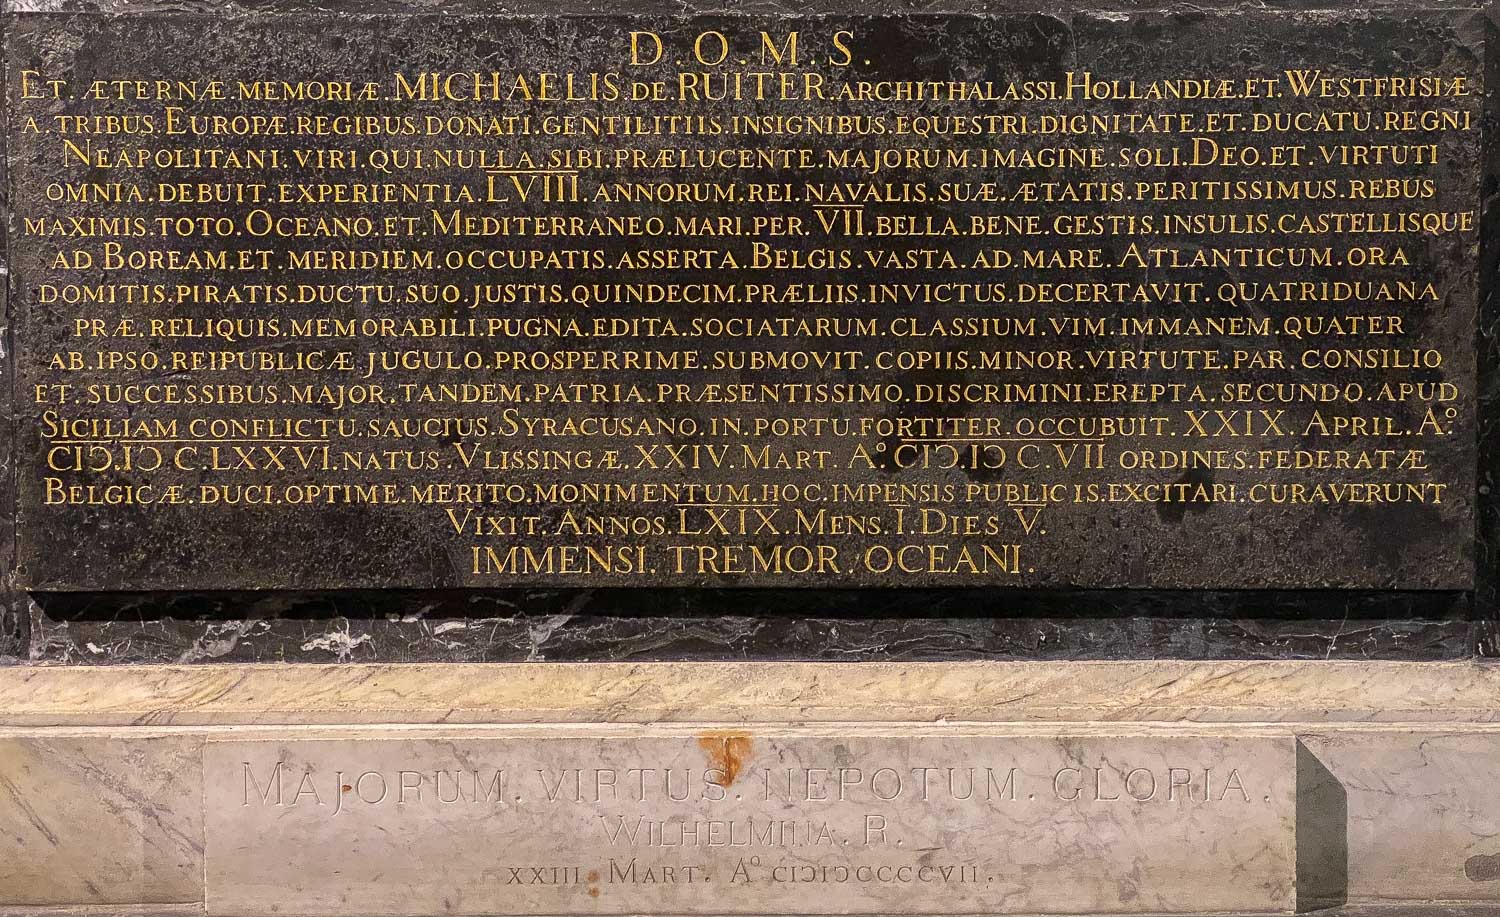 D.O.M.S.
ET.ÆTERNÆ.MEMORIÆ.MICHAELIS.DE.RUITER.ARCHITHALASSI.HOLLANDIÆ.ET.WESTFRISIÆ.
A.TRIBUS.EUROPÆ.REGIBUS.DONATI.GENTILITIIS.INSIGNIBUS.EQUESTRI.DIGNITATE.ET.DUCATU.REGNI
NEAPOLITANI.VIRI.QUI.NULLA.SIBI.PRÆLUCENTE.MAJORUM.IMAGINE.SOLI.DEO.ET.VIRTUTI
OMNIA.DEBUIT.EXPERIENTIA.LVIII.ANNORUM.REI.NAVALIS.SUÆ.ÆTATIS.PERITISSIMUS.REBUS
MAXIMIS.TOTO.OCEANO.ET.MEDITERRANEO.MARI.PER.VII.BELLA.BENE.GESTIS.INSULIS.CASTELLISQUE
AD BOREAM.ET.MERIDIEM.OCCUPATIS.ASSERTA.BELGIS.VASTA.AD.MARE.ATLANTICUM.ORA
DOMITIS.PIRATIS.DUCTU.SUO.JUSTIS.QUINDECIM.PRÆLIIS.INVICTUS.DECERTAVIT.QUATRIDUANA
PRÆ.RELIQUIS.MEMORABILI.PUGNA.EDITA.SOCIATARUM.CLASSIUM.VIM.IMMANEM.QUATER
AB.IPSO.REIPUBLICÆ.JUGULO.PROSPERRIME.SUBMOVIT.COPIIS.MINOR.VIRTUTE.PAR.CONSILIO
ET.SUCCESSIBUS.MAJOR.TANDEM.PATRIA.PRÆSENTISSIMO.DISCRIMINI.EREPTA.SECUNDO.APUD
SICILIAM CONFLICTU.SAUCIUS.SYRACUSANO.IN.PORTU.FORTITER.OCCUBUIT.XXIX.APRIL.Aº.
CIƆ.IƆ C.LXXVI.NATUS.VLISSINGÆ.XXIV.MART. Aº.CIƆ.IƆ C.VII ORDINES.FEDERATÆ
BELGICÆ.DUCI.OPTIME.MERITO.MONIMENTUM.HOC.IMPENSIS PUBLICIS.EXCITARI.CURAVERUNT
VIXIT.ANNOS.LXIX.MENS.I.DIES V.
IMMENSI.TREMOR.OCEANI.
MAJORUM.VIRTUS.NEPOTUM.GLORIA.
WILHELMINA.R.
XXIII.MART. Aº CIƆIƆCCCCVII.